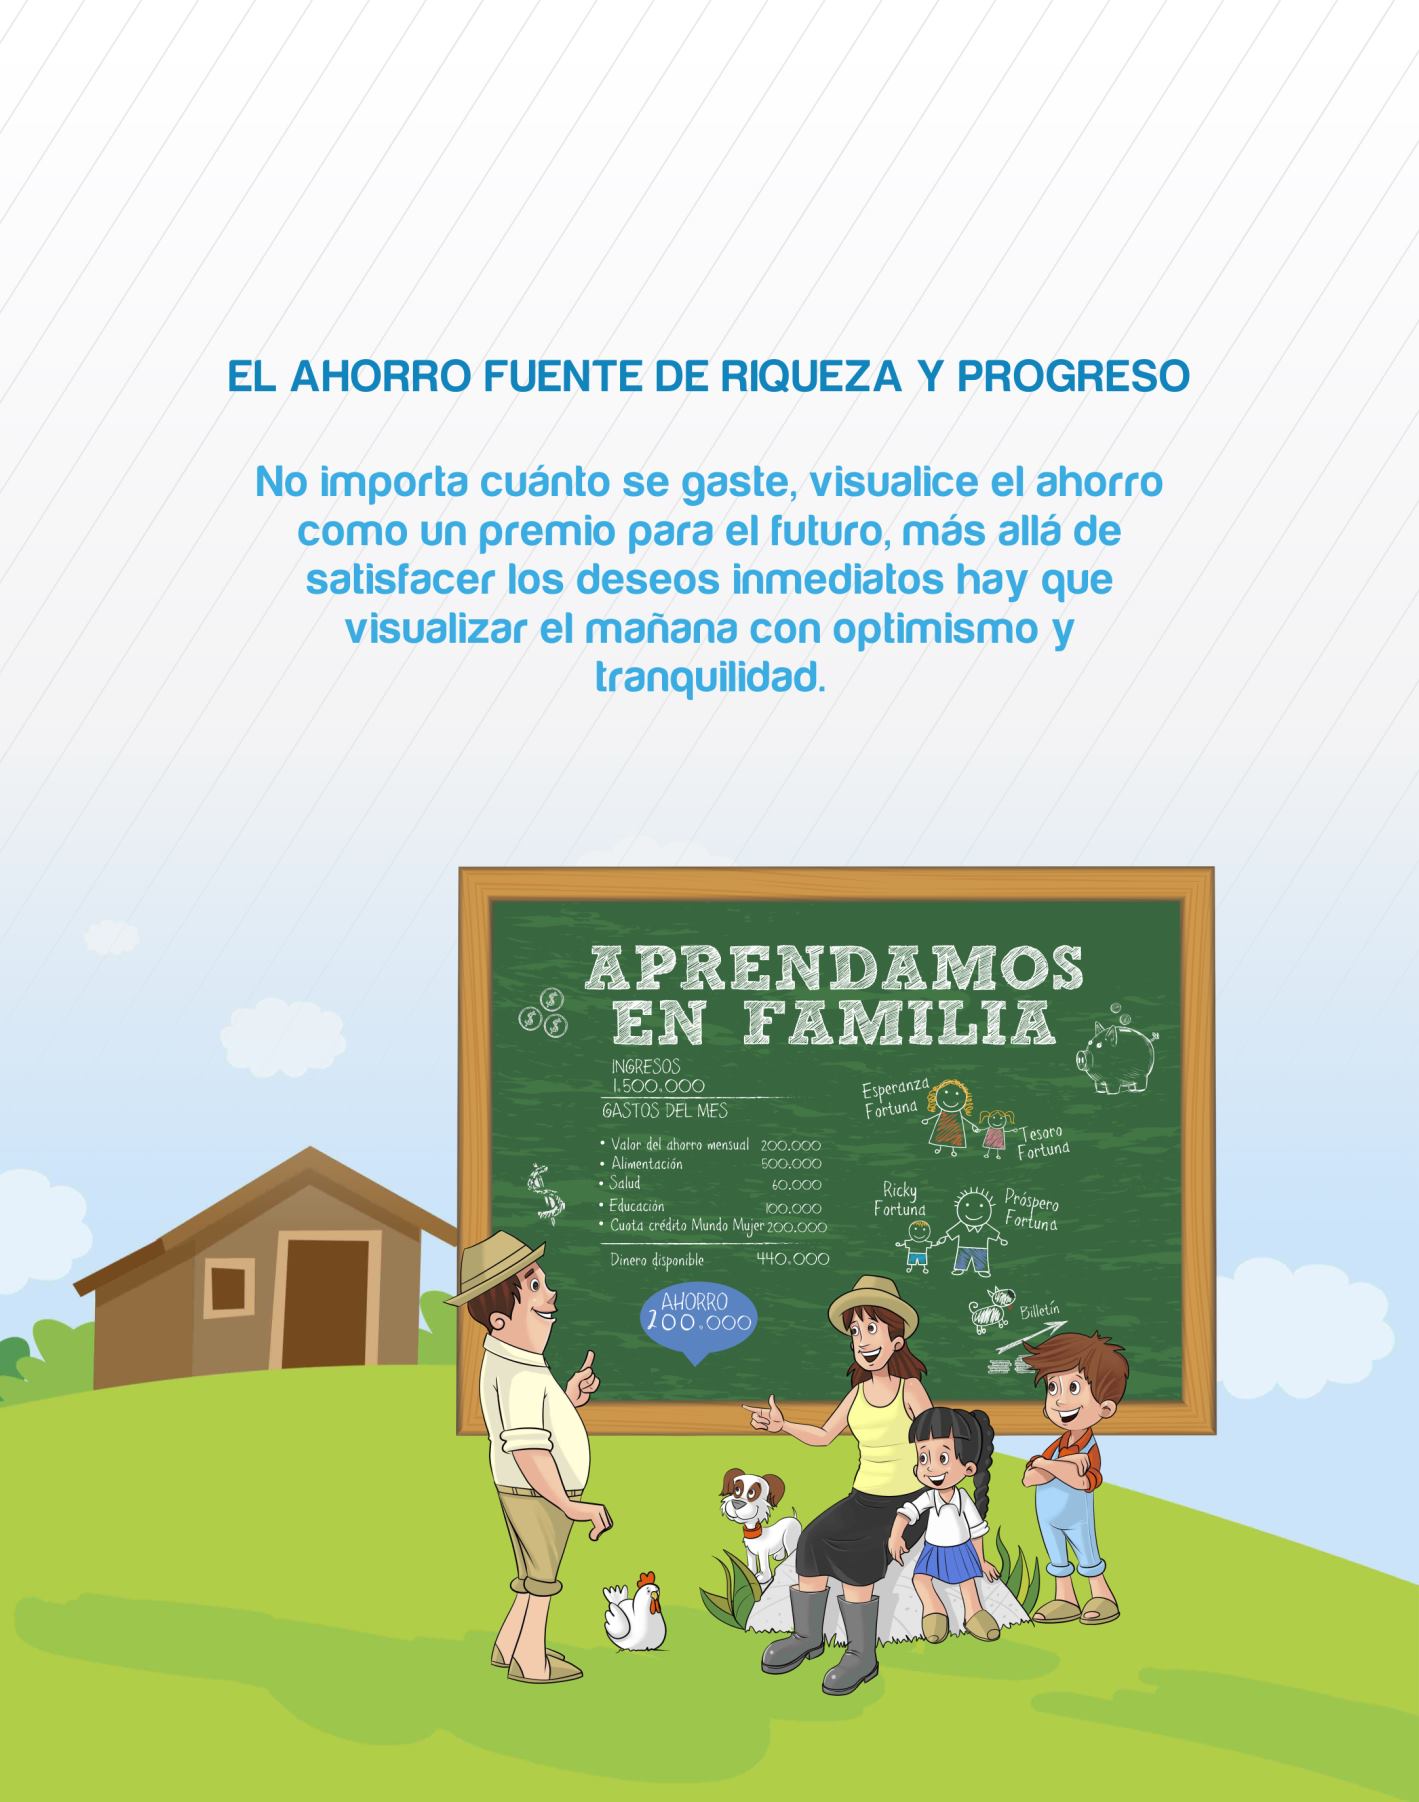 EL AHORRO FUENTE DE RIQUEZA Y PROGRESO
No importa cuánto se gaste, visualice el ahorro
como un premio para el futuro, más allá de
satisfacer los deseos inmediatos hay que
visualizar el mañana con optimismo y
tranquilidad.
APRENDAMOS
EN FAMILIA
INGRESOS
1.500.000
GASTOS DEL MES
• Valor del ahorro mensual 200.000
• Alimentación 500.000
• Salud 60.000
• Educación 100.000
• Cuota crédito Mundo Mujer 200.000
Dinero disponible 440.000
AHORRO
200.000
Esperanza
Fortuna
Tesoro
Fortuna
Ricky
Fortuna
Próspero
Fortuna
Billetín